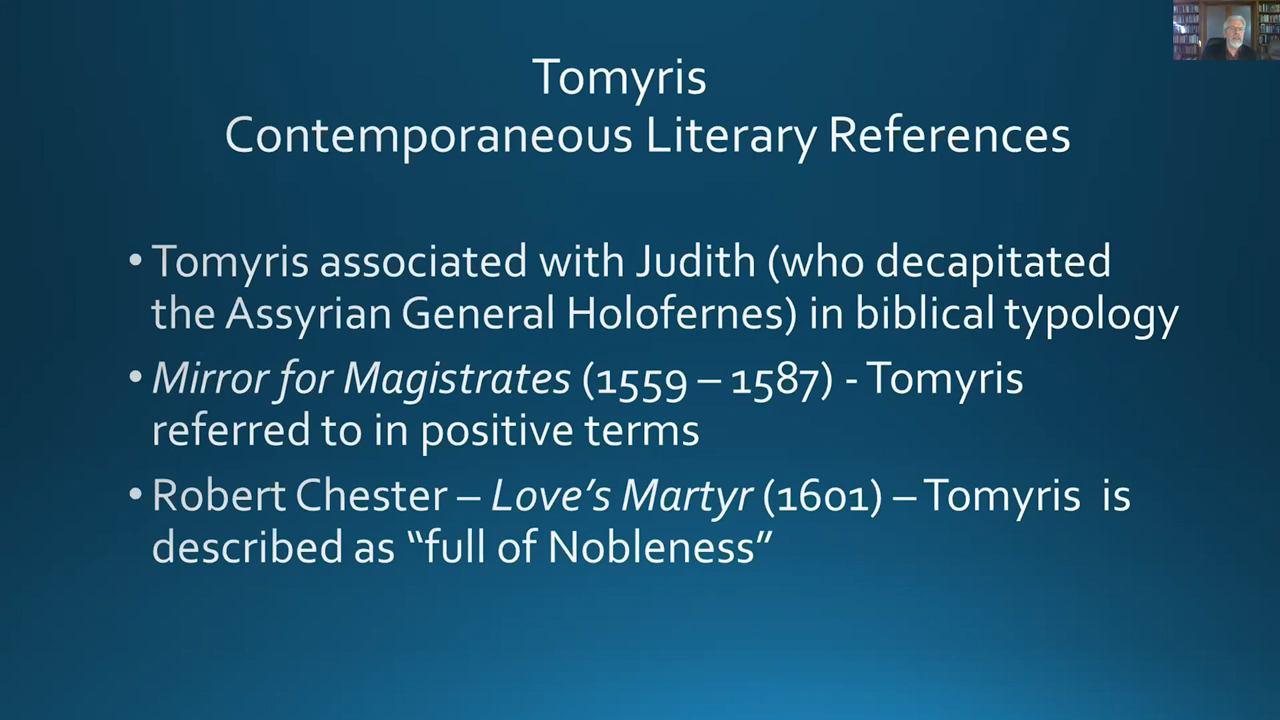 Tomyris
Contemporaneous Literary References
• Tomyris associated with Judith (who decapitated
the Assyrian General Holofernes) in biblical typology
• Mirror for Magistrates (1559 – 1587) - Tomyris
referred to in positive terms
• Robert Chester – Love’s Martyr (1601) – Tomyris is
described as “full of Nobleness”